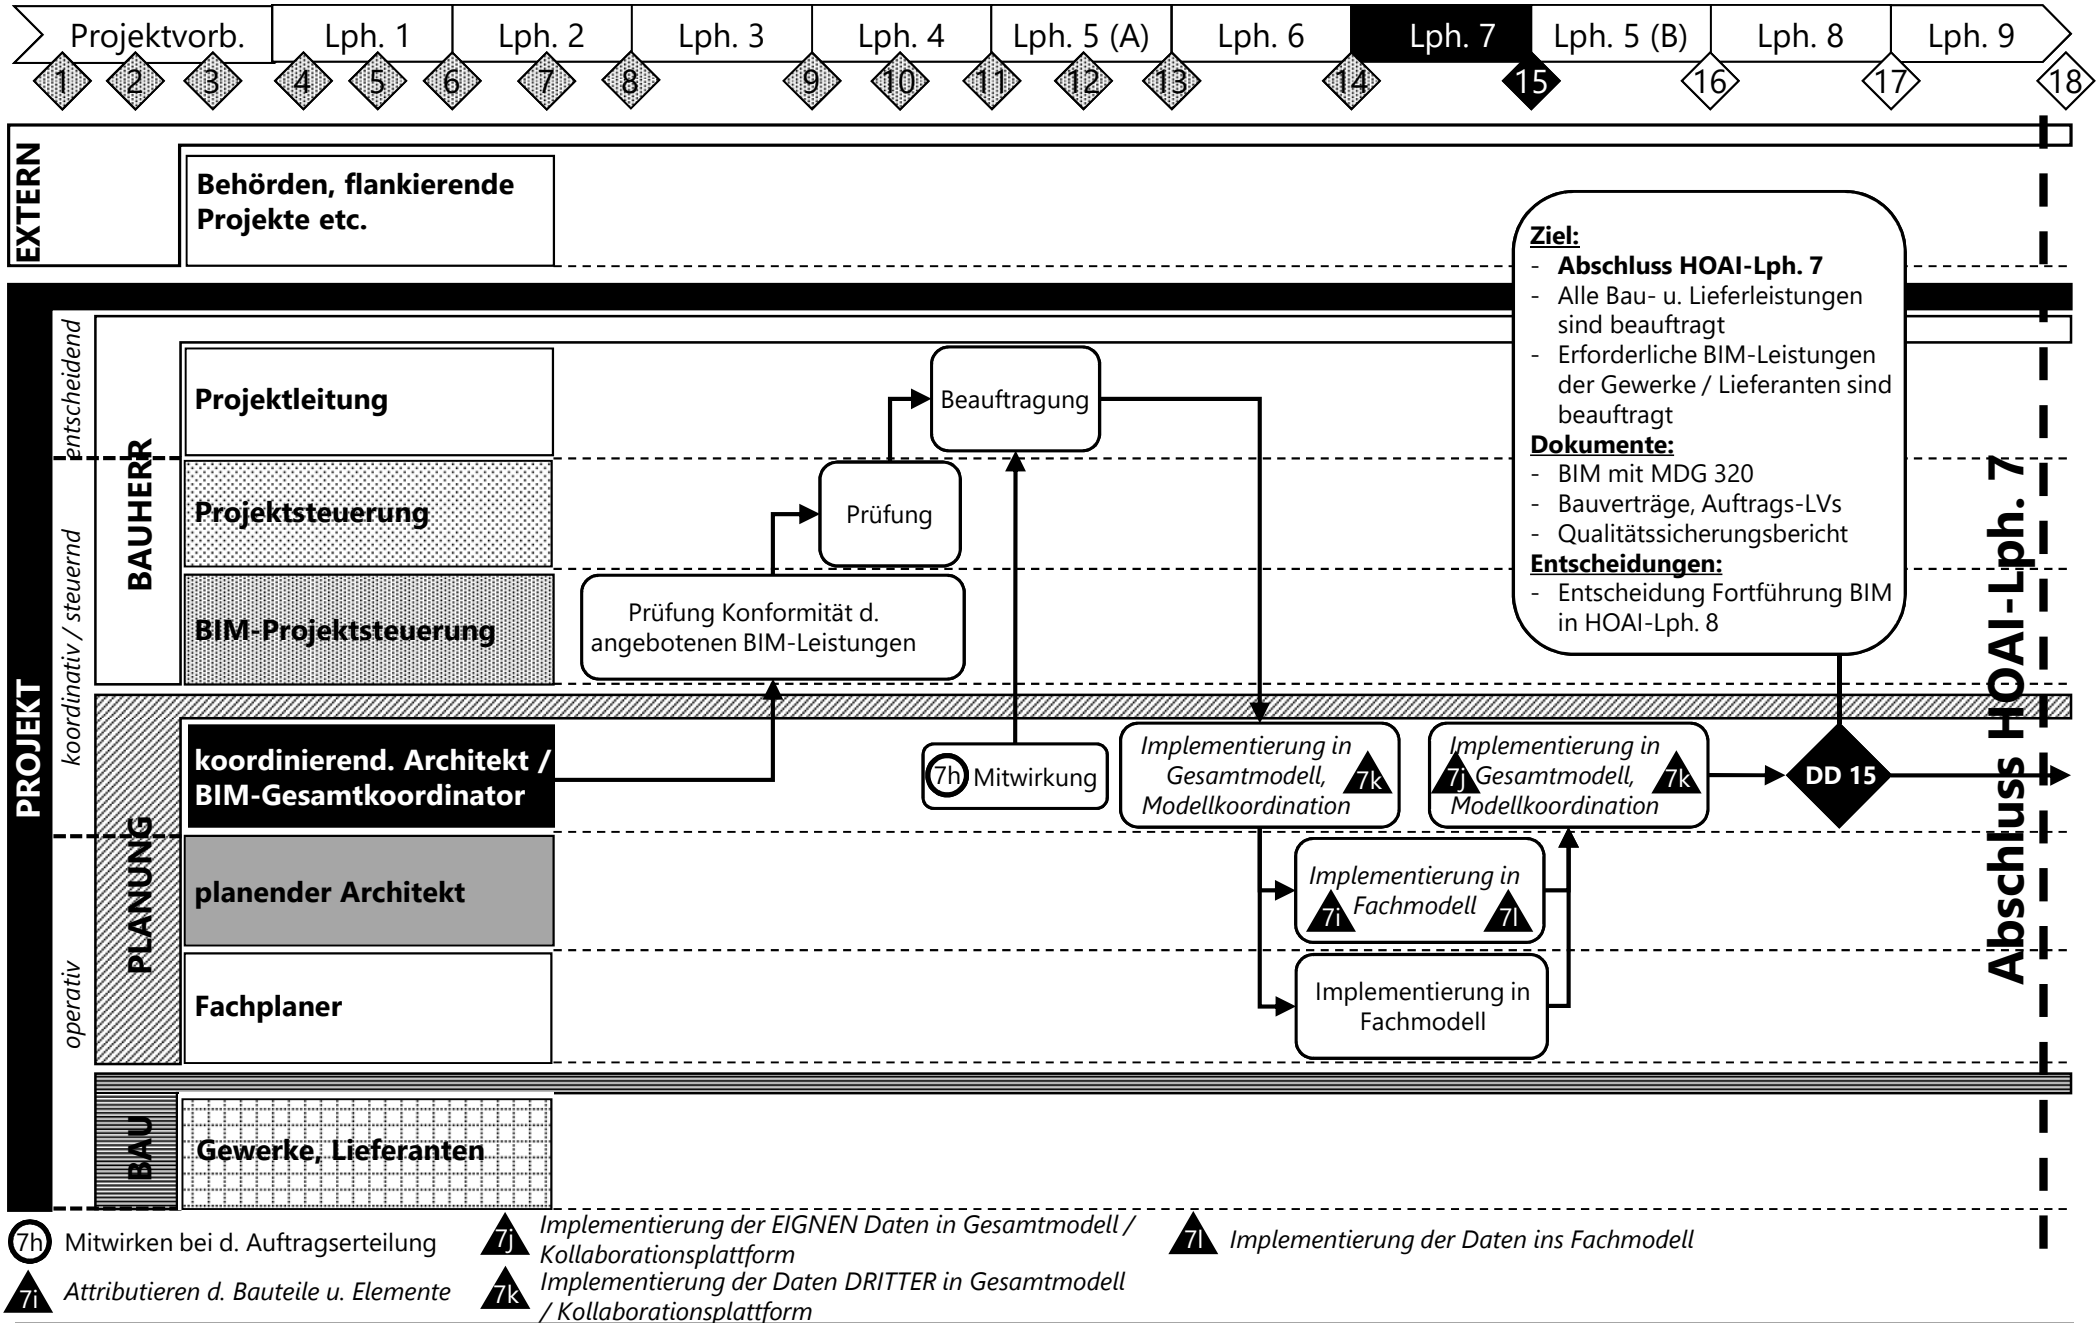 Projektvorb.
Lph. 1
Lph. 2
Lph. 3
Lph. 4
Lph. 5 (A)
Lph. 6
Lph. 7
Lph. 5 (B)
Lph. 8
Lph. 9
1
2
3
4
5
6
7
8
9
10
11
12
13
14
15
16
17
18
EXTERN
Behörden, flankierende
Projekte etc.
PROJEKT
entscheidend
koordinativ / steuernd
operativ
BAUHERR
Projektleitung
Projektsteuerung
BIM-Projektsteuerung
Beauftragung
Prüfung
Prüfung Konformität d.
angebotenen BIM-Leistungen
Ziel:
- Abschluss HOAI-Lph. 7
- Alle Bau- u. Lieferleistungen
sind beauftragt
- Erforderliche BIM-Leistungen
der Gewerke / Lieferanten sind
beauftragt
Dokumente:
- BIM mit MDG 320
- Bauverträge, Auftrags-LVs
- Qualitätssicherungsbericht
Entscheidungen:
- Entscheidung Fortführung BIM
in HOAI-Lph. 8
Abschluss HOAI-Lph. 7
PLANUNG
koordinierend. Architekt /
BIM-Gesamtkoordinator
planender Architekt
Fachplaner
7h Mitwirkung
Implementierung in
Gesamtmodell,
Modellkoordination
7k
Implementierung in
7j Gesamtmodell,
Modellkoordination
7k
DD 15
Implementierung in
Fachmodell
7i
7l
Implementierung in
Fachmodell
BAU
Gewerke, Lieferanten
7h Mitwirken bei d. Auftragserteilung
7i Attributieren d. Bauteile u. Elemente
7j Implementierung der EIGNEN Daten in Gesamtmodell /
Kollaborationsplattform
7k Implementierung der Daten DRITTER in Gesamtmodell
/ Kollaborationsplattform
7l Implementierung der Daten ins Fachmodell